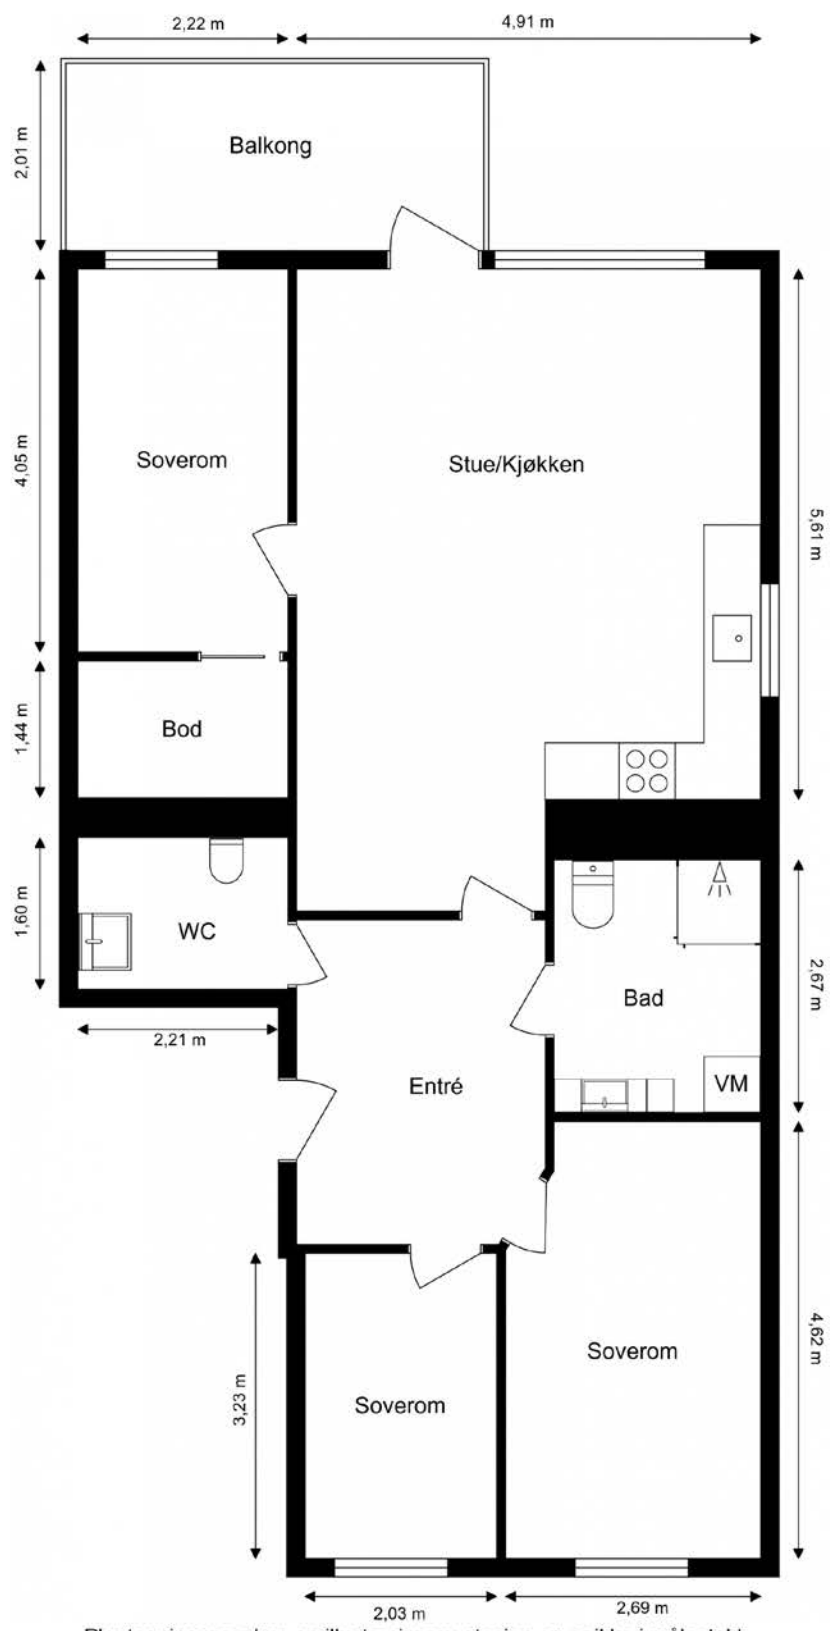 2,22 m
4,91 m
2,01 m
Balkong
4,05 m
Soverom
Stue/Kjøkken
5,61 m
1,44 m
Bod
1,60 m
WC
2,21 m
Bad
2,67 m
VM
Entré
4,62 m
Soverom
3,23 m
Soverom
2,03 m
2,69 m